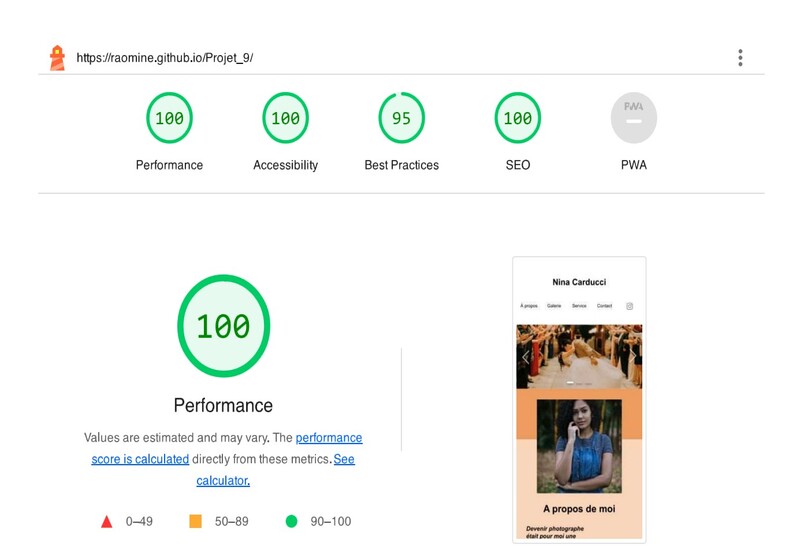 https://raomine.github.io/Projet_9/
100 100 95 100 PWA
Performance Accessibility Best Practices SEO PWA
100
Performance
Values are estimated and may vary. The performance
score is calculated directly from these metrics. See
calculator.
0–49 50–89 90–100
Nina Carducci
A propos Galerie Service Contact
A propos de moi
Devenir photographe
était pour moi une